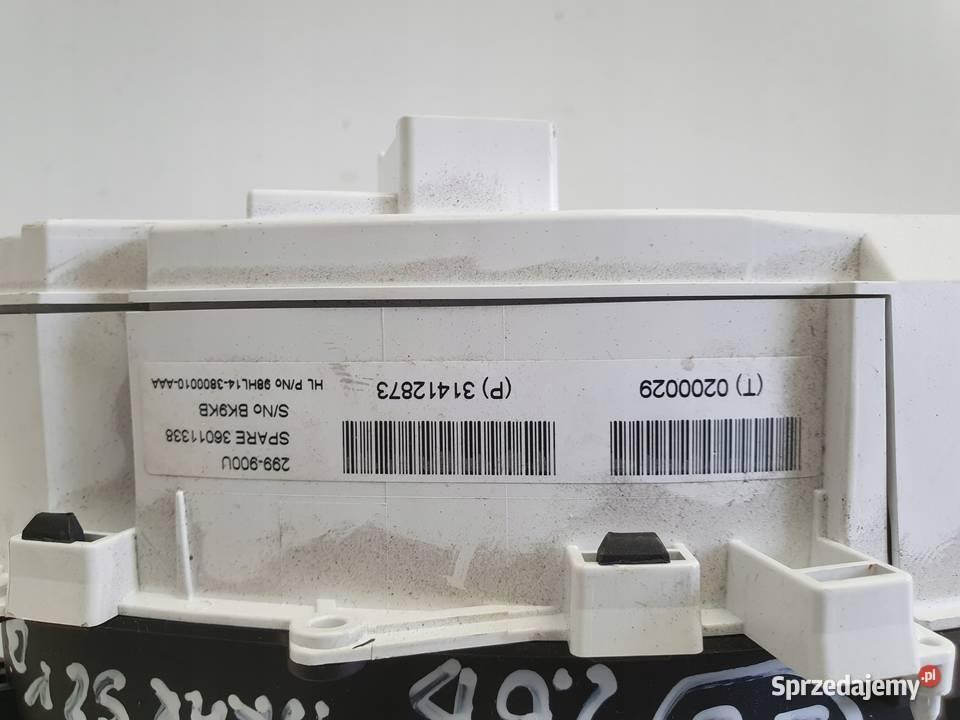 (T) 0200029
(P) 31412873
299-900U
SPARE 36011338
S/No BK9KB
HL P/No 98HL14-3800010-AAA
Sprzedajemy.pl